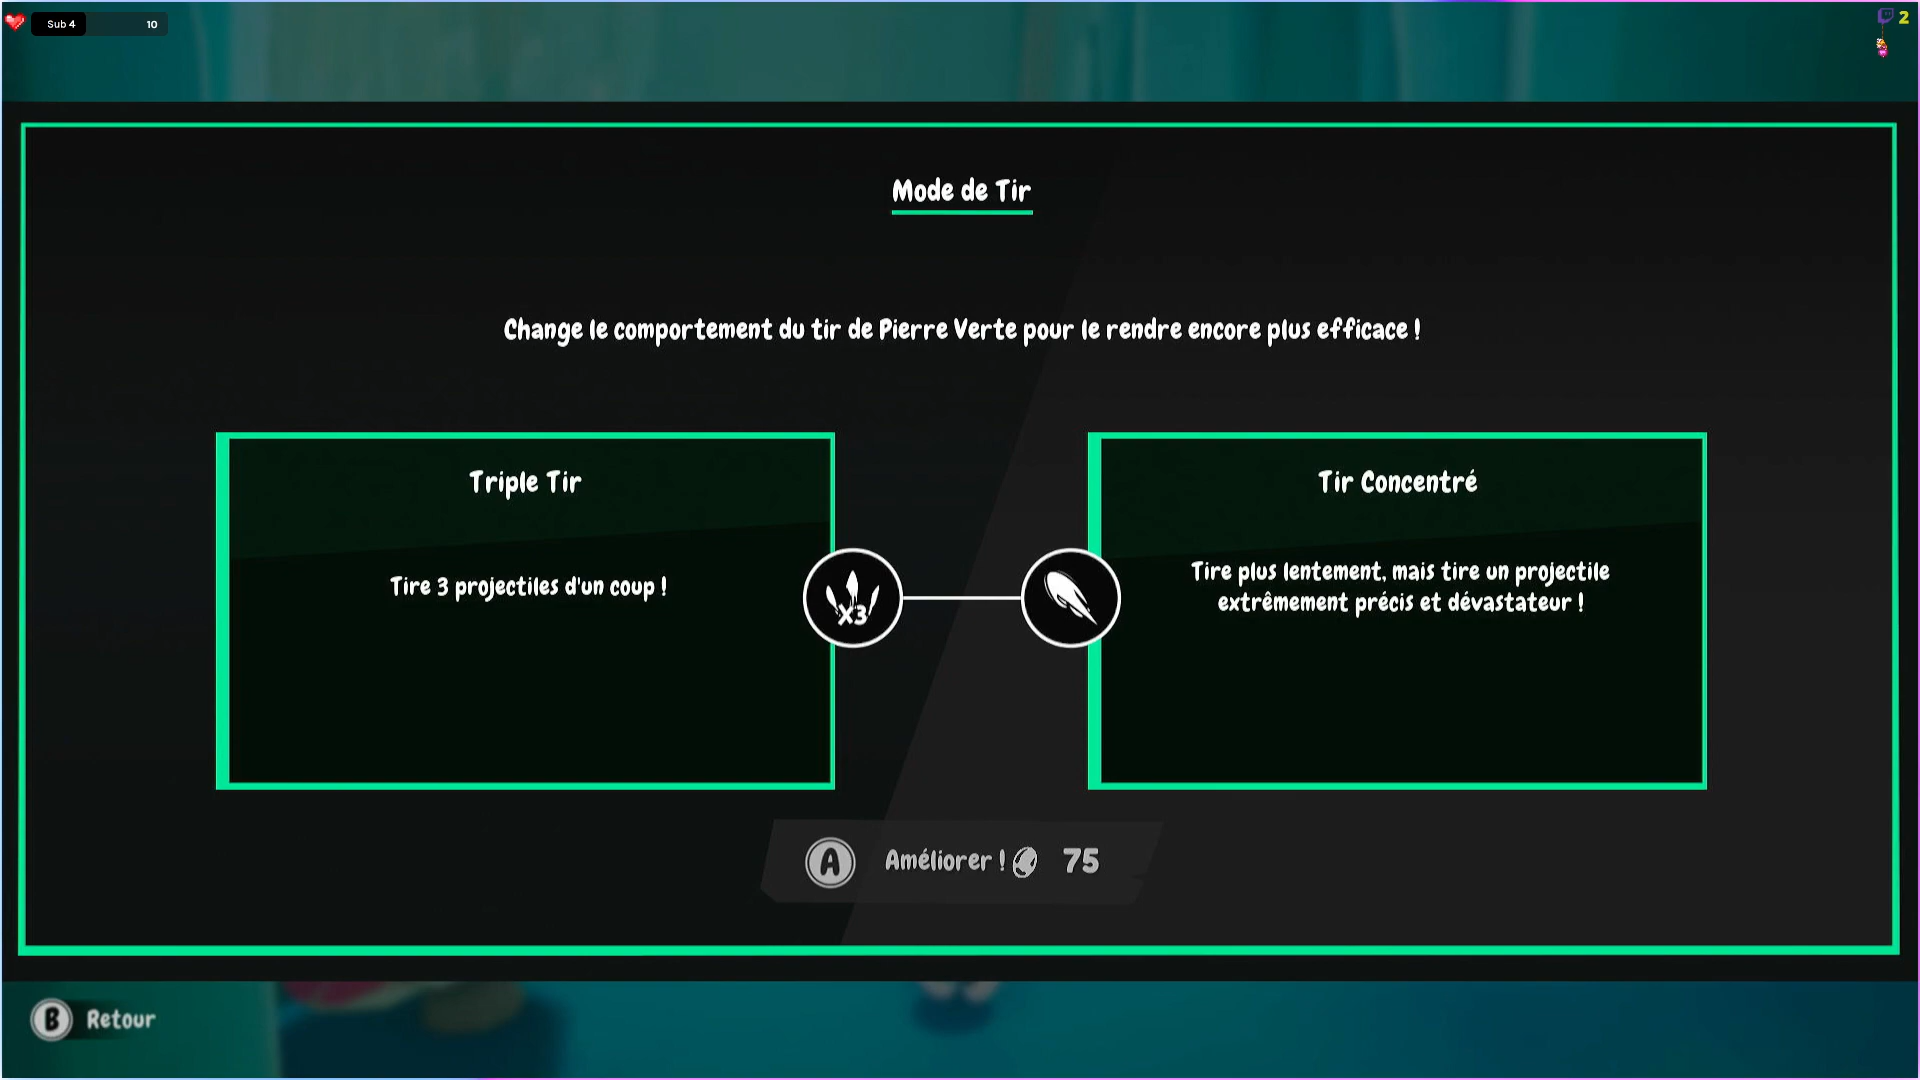 Sub 4
10
2
Mode de Tir
Change le comportement du tir de Pierre Verte pour le rendre encore plus efficace !
Triple Tir
Tire 3 projectiles d'un coup !
X3
Tir Concentré
Tire plus lentement, mais tire un projectile
extrêmement précis et dévastateur !
A Améliorer ! 75
B Retour